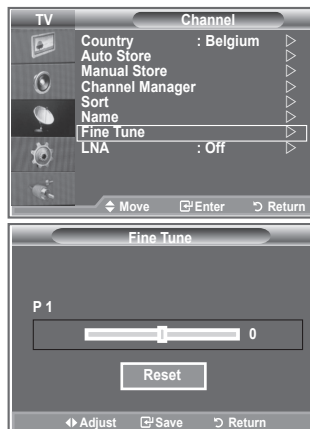 TV Channel
Country : Belgium
Auto Store
Manual Store
Channel Manager
Sort
Name
Fine Tune
LNA : Off
Move Enter Return
Fine Tune
P 1
0
Reset
Adjust Save Return